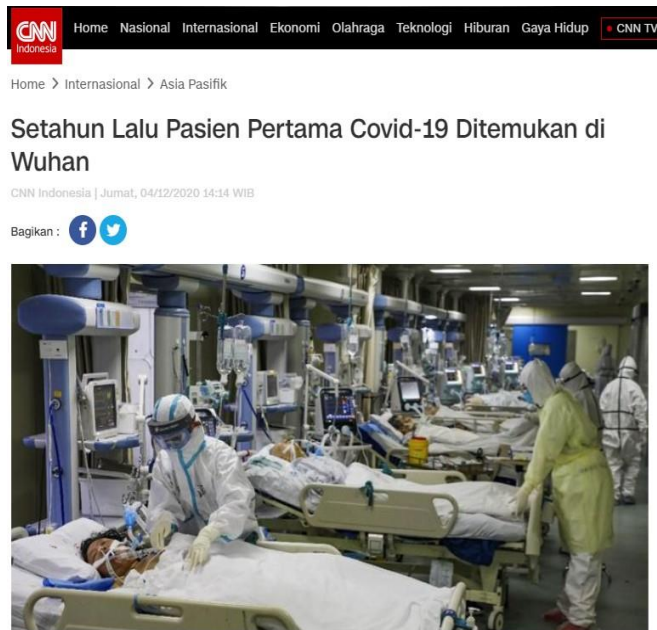 CNN
Indonesia
Home Nasional Internasional Ekonomi Olahraga Teknologi Hiburan Gaya Hidup CNN TV
Home > Internasional > Asia Pasifik
Setahun Lalu Pasien Pertama Covid-19 Ditemukan di
Wuhan
CNN Indonesia | Jumat, 04/12/2020 14:14 WIB
Bagikan :